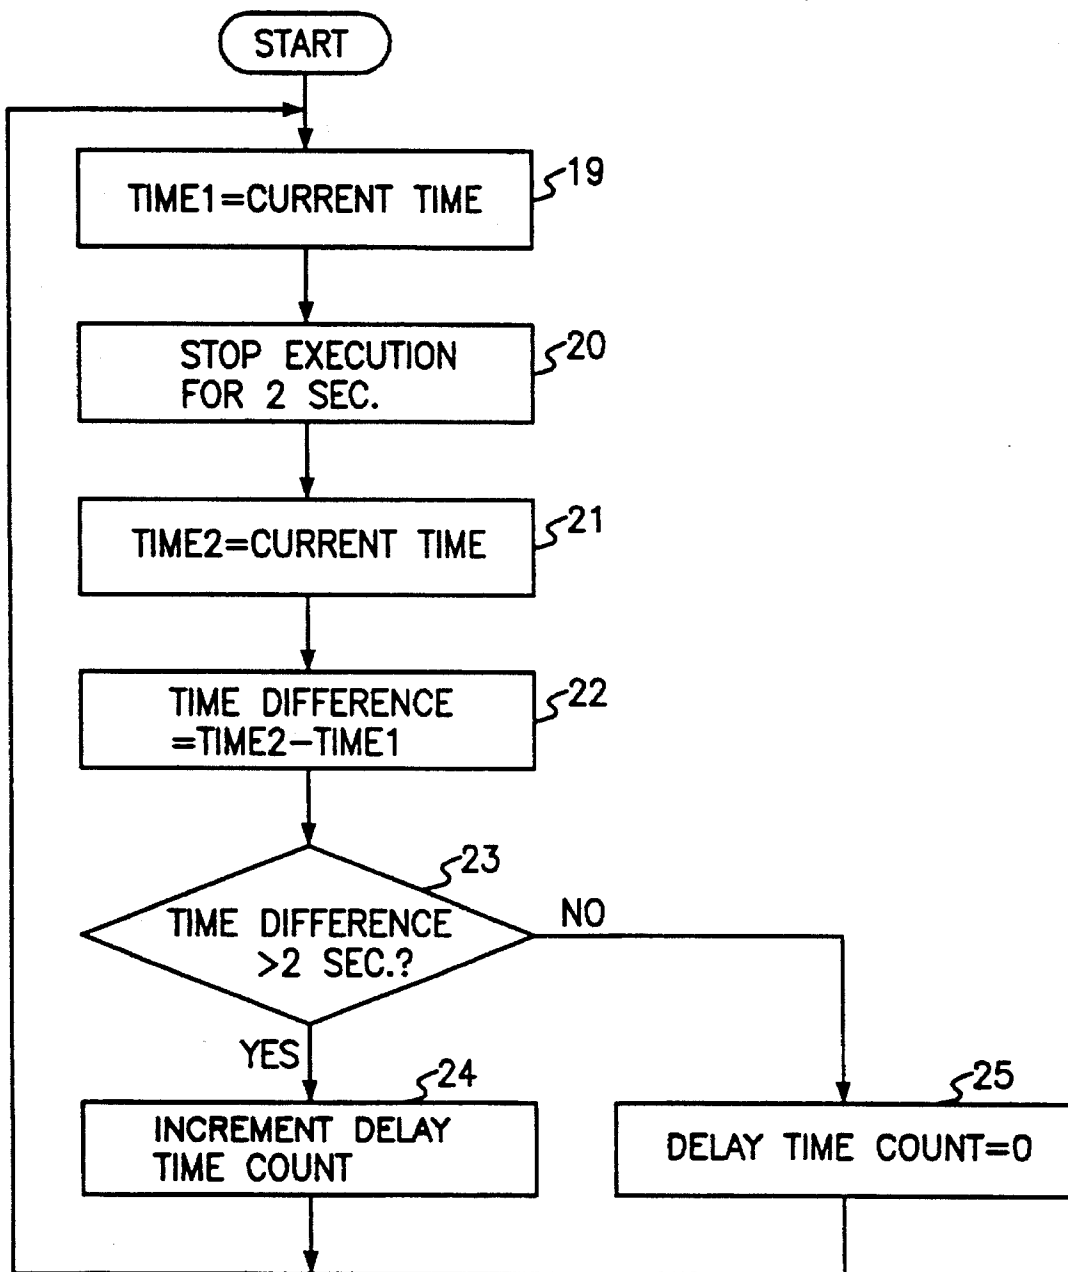 START
TIME1=CURRENT TIME
19
STOP EXECUTION
FOR 2 SEC.
20
TIME2=CURRENT TIME
21
TIME DIFFERENCE
=TIME2-TIME1
22
23
TIME DIFFERENCE
>2 SEC.?
NO
YES
24
INCREMENT DELAY
TIME COUNT
25
DELAY TIME COUNT=0